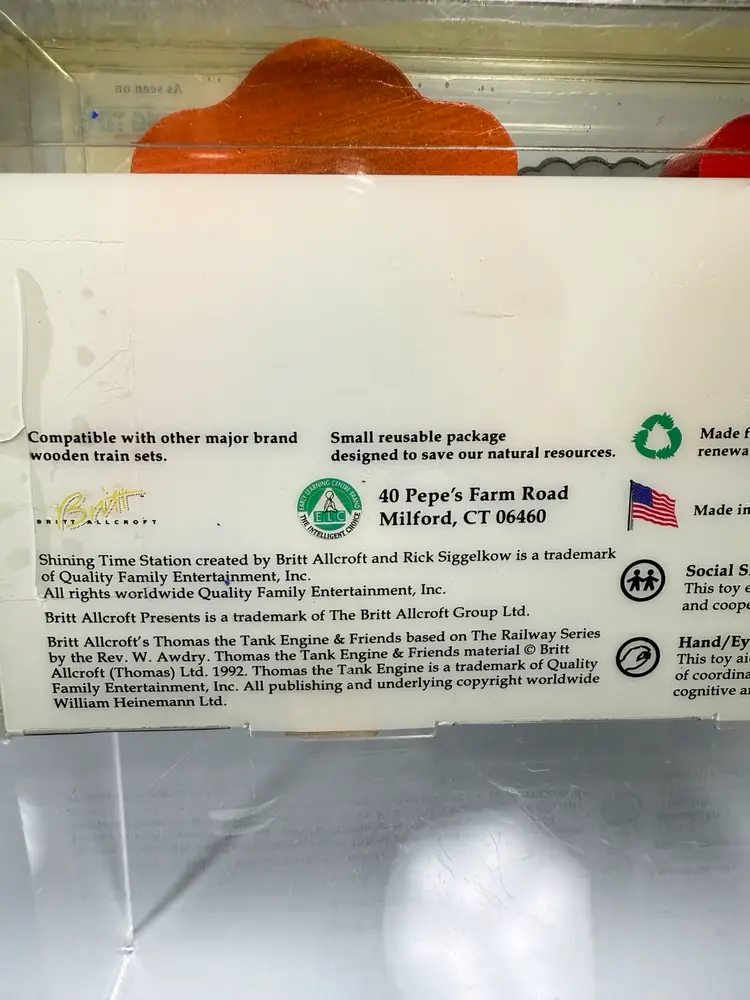 As seen on
Compatible with other major brand
wooden train sets.
Small reusable package
designed to save our natural resources.
Made f
renewa
Britt
BRITT ALLCROFT
EARLY LEARNING CENTRE BRAND
ELC
THE INTELLIGENT CHOICE
40 Pepe's Farm Road
Milford, CT 06460
Made in
Shining Time Station created by Britt Allcroft and Rick Siggelkow is a trademark
of Quality Family Entertainment, Inc.
All rights worldwide Quality Family Entertainment, Inc.
Britt Allcroft Presents is a trademark of The Britt Allcroft Group Ltd.
Britt Allcroft's Thomas the Tank Engine & Friends based on The Railway Series
by the Rev. W. Awdry. Thomas the Tank Engine & Friends material © Britt
Allcroft (Thomas) Ltd. 1992. Thomas the Tank Engine is a trademark of Quality
Family Entertainment, Inc. All publishing and underlying copyright worldwide
William Heinemann Ltd.
Social S
This toy e
and coope
Hand/Ey
This toy ai
of coordina
cognitive a